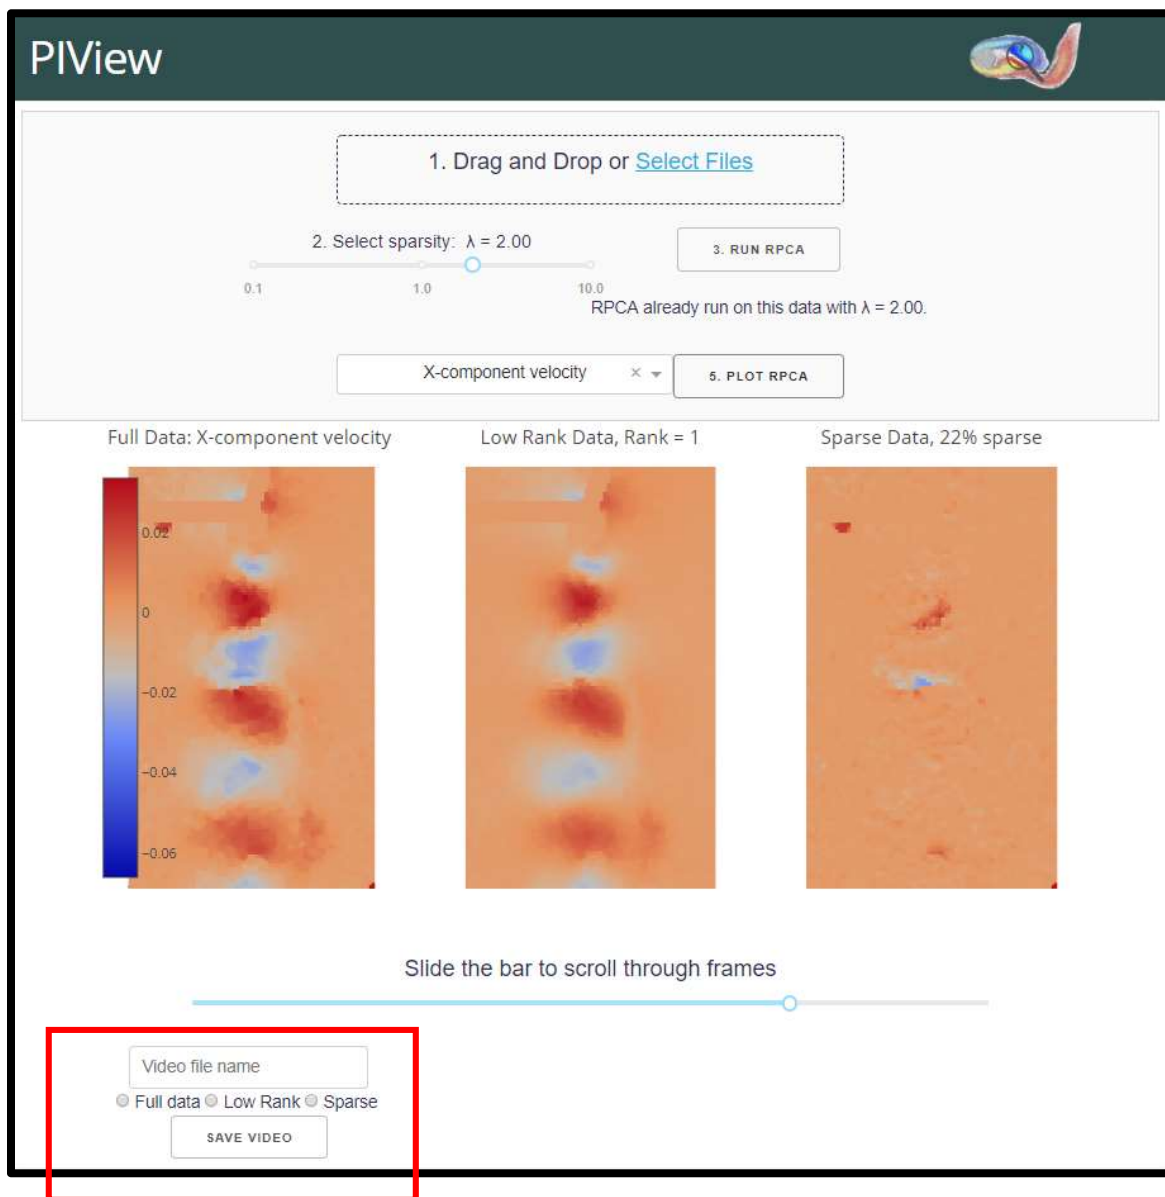 PIView
1. Drag and Drop or Select Files
2. Select sparsity: λ = 2.00
3. RUN RPCA
0.1 1.0 10.0
RPCA already run on this data with λ = 2.00.
X-component velocity × 
5. PLOT RPCA
Full Data: X-component velocity
Low Rank Data, Rank = 1
Sparse Data, 22% sparse
0.02
0
−0.02
−0.04
−0.06
Slide the bar to scroll through frames
Video file name
Full data Low Rank Sparse
SAVE VIDEO